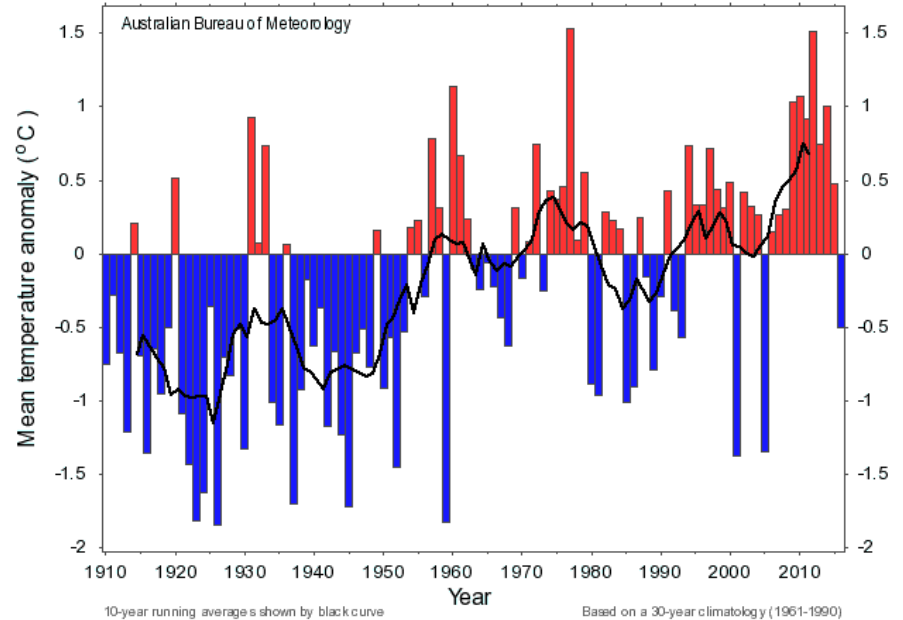 Australian Bureau of Meteorology
Mean temperature anomaly (°C)
1.5
1
0.5
0
-0.5
-1
-1.5
-2
1.5
1
0.5
0
-0.5
-1
-1.5
-2
1910 1920 1930 1940 1950 1960 1970 1980 1990 2000 2010
Year
10-year running averages shown by black curve
Based on a 30-year climatology (1961-1990)